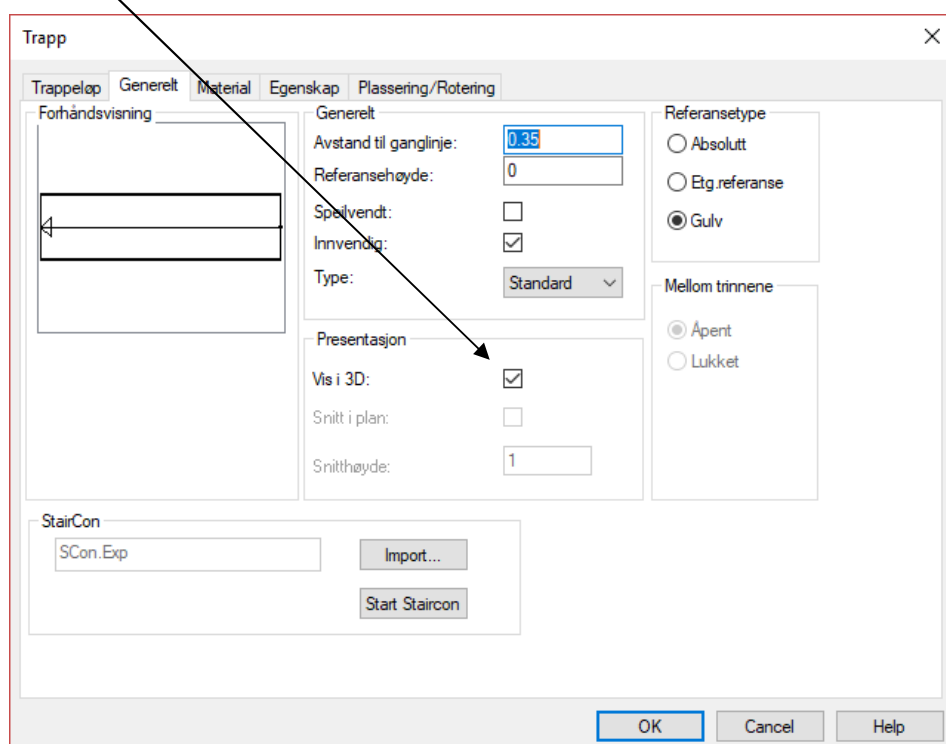 Trapp
Trappeløp Generelt Material Egenskap Plassering/Rotering
Forhåndsvisning
Generelt
Avstand til ganglinje: 0.35
Referansehøyde: 0
Speilvendt:
Innvendig:
Type: Standard
Referansetype
Absolutt
Etg.referanse
Gulv
Presentasjon
Vis i 3D:
Snitt i plan:
Snitthøyde: 1
Mellom trinnene
Åpent
Lukket
StairCon
SCon.Exp Import...
Start Staircon
OK Cancel Help